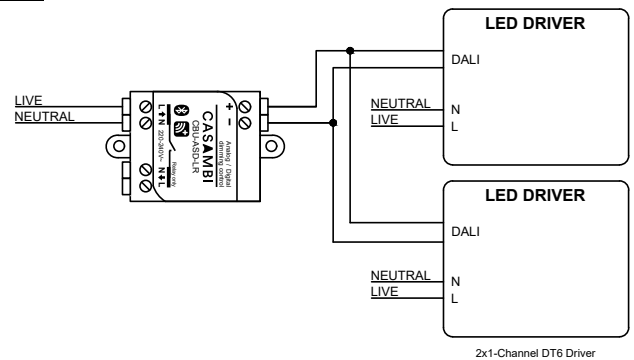 LIVE
NEUTRAL
L N
220-240V~
N L
Relay only
CBU-ASD-LR
CASAMBI
Analog / Digital
dimming control
+
–
LED DRIVER
DALI
NEUTRAL
LIVE
N
L
LED DRIVER
DALI
NEUTRAL
LIVE
N
L
2x1-Channel DT6 Driver